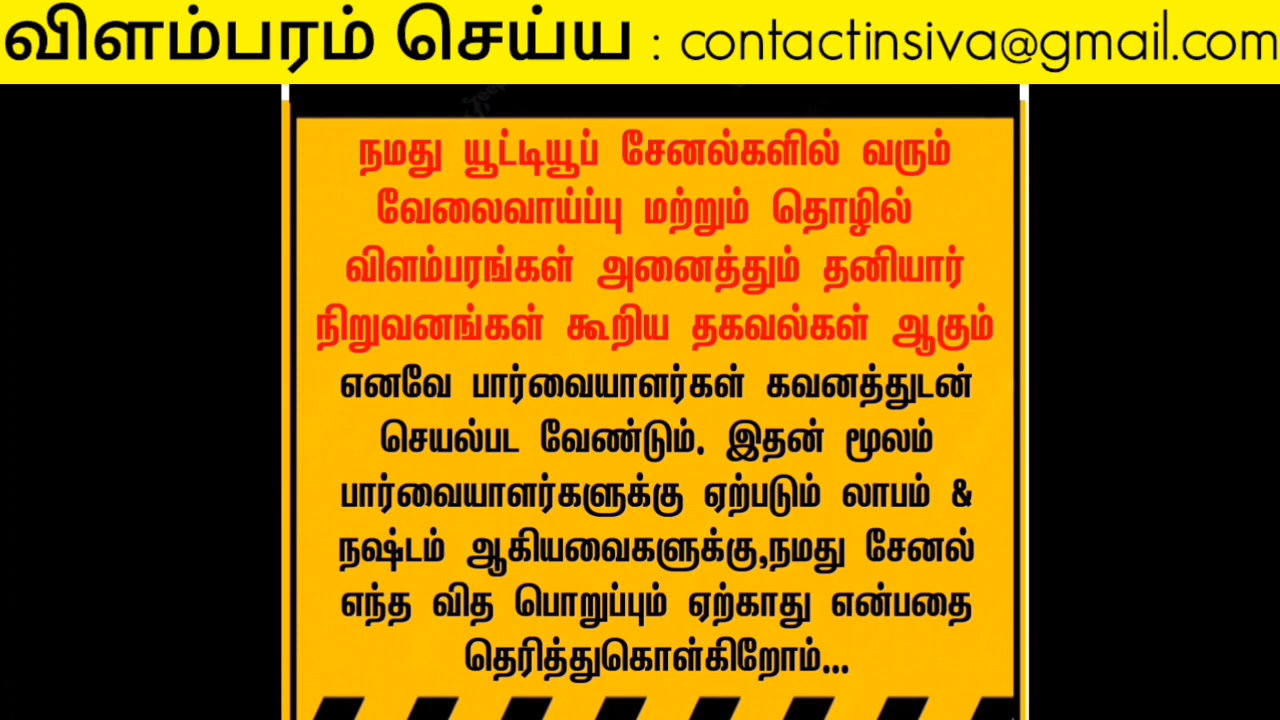 விளம்பரம் செய்ய : contactinsiva@gmail.com
நமது யூட்டியூப் சேனல்களில் வரும்
வேலைவாய்ப்பு மற்றும் தொழில்
விளம்பரங்கள் அனைத்தும் தனியார்
நிறுவனங்கள் கூறிய தகவல்கள் ஆகும்
எனவே பார்வையாளர்கள் கவனத்துடன்
செயல்பட வேண்டும். இதன் மூலம்
பார்வையாளர்களுக்கு ஏற்படும் லாபம் &
நஷ்டம் ஆகியவைகளுக்கு,நமது சேனல்
எந்த வித பொறுப்பும் ஏற்காது என்பதை
தெரித்துகொள்கிறோம்...